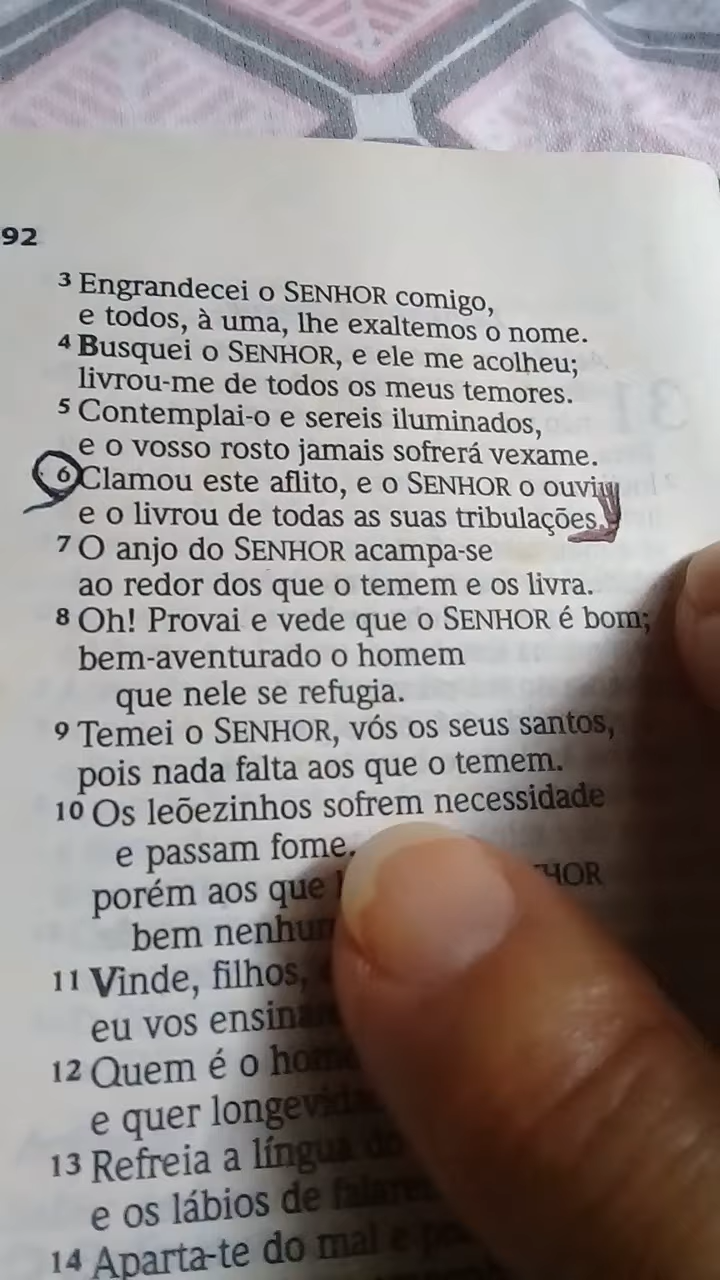 92
3 Engrandecei o SENHOR comigo,
e todos, à uma, lhe exaltemos o nome.
4 Busquei o SENHOR, e ele me acolheu;
livrou-me de todos os meus temores.
5 Contemplai-o e sereis iluminados,
e o vosso rosto jamais sofrerá vexame.
6 Clamou este aflito, e o SENHOR o ouviu
e o livrou de todas as suas tribulações.
7 O anjo do SENHOR acampa-se
ao redor dos que o temem e os livra.
8 Oh! Provai e vede que o SENHOR é bom;
bem-aventurado o homem
que nele se refugia.
9 Temei o SENHOR, vós os seus santos,
pois nada falta aos que o temem.
10 Os leõezinhos sofrem necessidade
e passam fome,
porém aos que
bem
11 Vinde, filhos,
eu vos
12 Quem é o
e quer
13 Refreia a língua
e os lábios de
14 Aparta-te do mal e